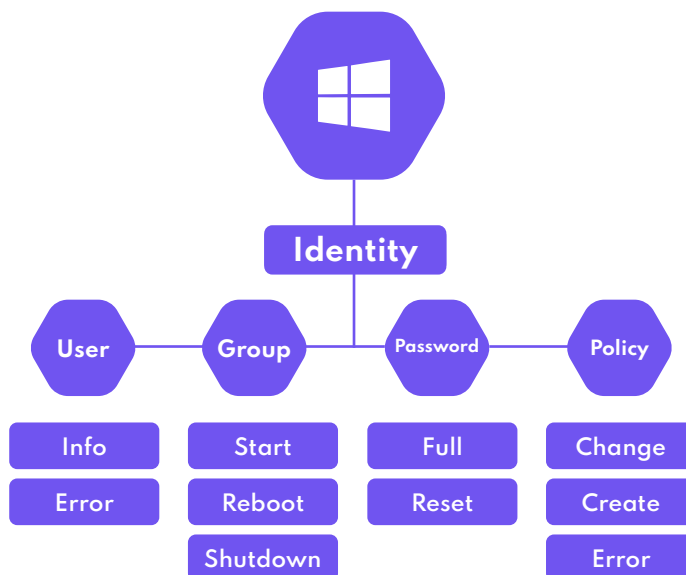 Identity
User
Group
Password
Policy
Info
Start
Full
Change
Error
Reboot
Reset
Create
Shutdown
Error